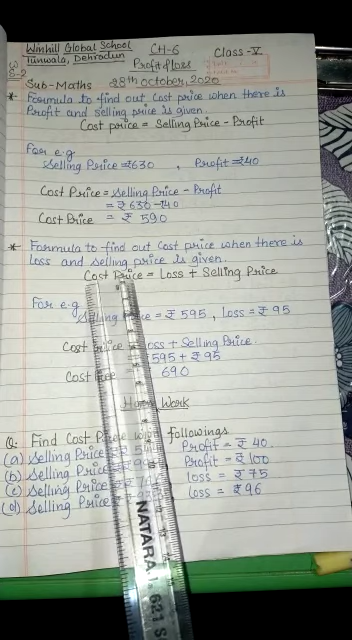 Winhill Global School
Tunwala, Dehradun
CH-6
Class-V
Profit & loss
Sub-Maths 28th october, 2020
* Formula to find out Cost price when there is
Profit and selling price is given.
Cost price = Selling Price - Profit
For e.g
Selling Price = ₹630 , Profit = ₹40
Cost Price = Selling Price - Profit
= ₹ 630 - 40
Cost Price = ₹ 590
* Formula to find out Cost price when there is
loss and selling price is given.
Cost Price = Loss + Selling Price
For e.g
= ₹ 595 , Loss = ₹ 95
Cost + Selling Price.
595 + ₹ 95
Cost 690
Work
Q: Find Cost followings
(a) Selling Price Profit = ₹ 40.
(b) Selling Price Profit = ₹ 100
(c) Selling Price loss = ₹ 75
(d) Selling Price loss = ₹ 96
NATARAJ 621